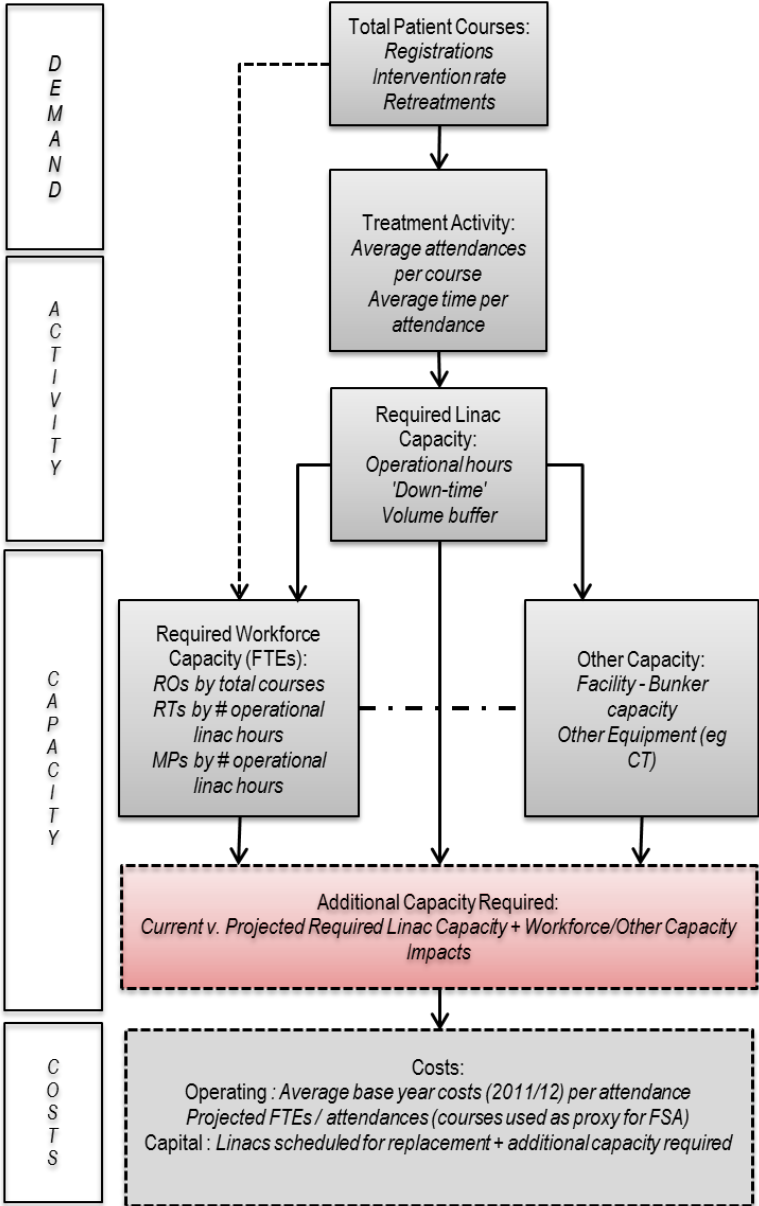 DEMAND
Total Patient Courses:
Registrations
Intervention rate
Retreatments
Treatment Activity:
Average attendances
per course
Average time per
attendance
ACTIVITY
Required Linac
Capacity:
Operational hours
'Down-time'
Volume buffer
CAPACITY
Required Workforce
Capacity (FTEs):
ROs by total courses
RTs by # operational
linac hours
MPs by # operational
linac hours
Other Capacity:
Facility - Bunker
capacity
Other Equipment (eg
CT)
Additional Capacity Required:
Current v. Projected Required Linac Capacity + Workforce/Other Capacity
Impacts
COSTS
Costs:
Operating : Average base year costs (2011/12) per attendance
Projected FTEs / attendances (courses used as proxy for FSA)
Capital : Linacs scheduled for replacement + additional capacity required